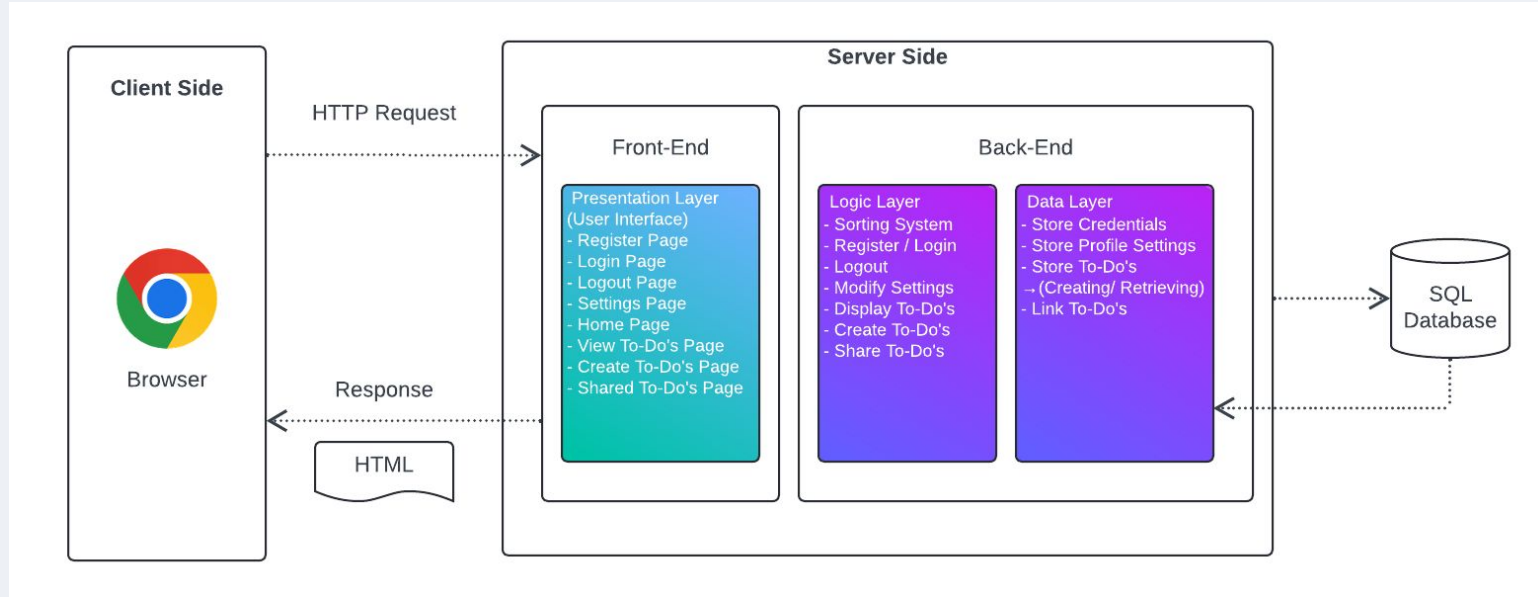 Client Side
Browser
HTTP Request
Response
HTML
Server Side
Front-End
Presentation Layer
(User Interface)
- Register Page
- Login Page
- Logout Page
- Settings Page
- Home Page
- View To-Do's Page
- Create To-Do's Page
- Shared To-Do's Page
Back-End
Logic Layer
- Sorting System
- Register / Login
- Logout
- Modify Settings
- Display To-Do's
- Create To-Do's
- Share To-Do's
Data Layer
- Store Credentials
- Store Profile Settings
- Store To-Do's
→(Creating/ Retrieving)
- Link To-Do's
SQL
Database